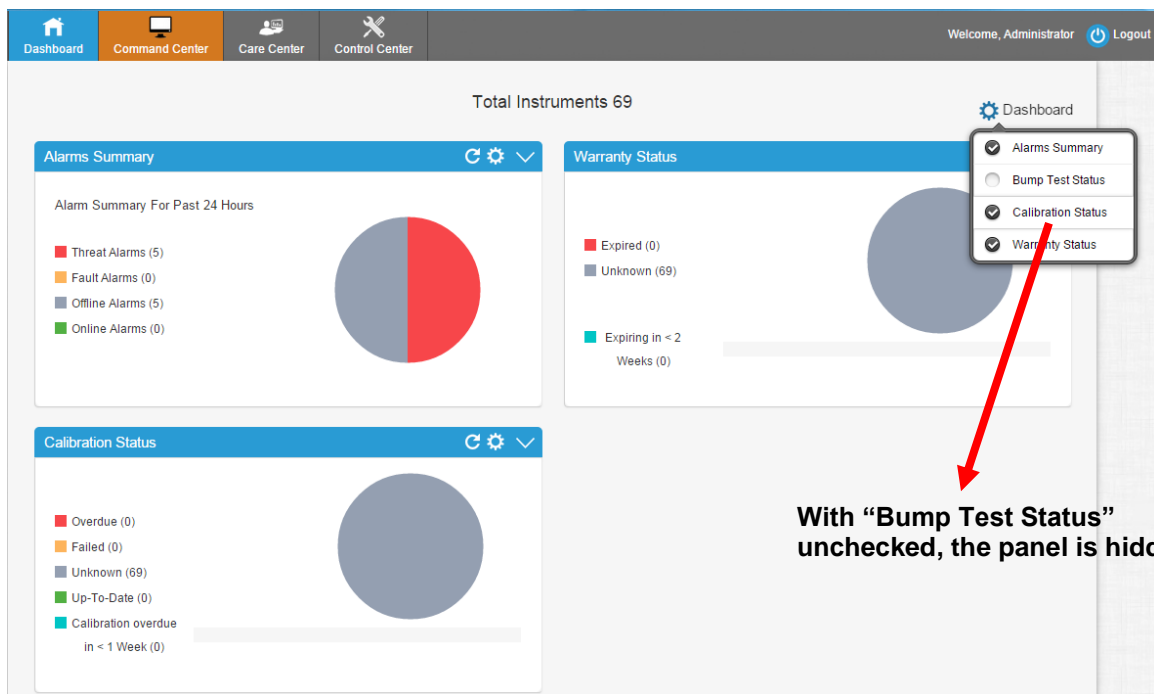 Dashboard
Command Center
Care Center
Control Center
Welcome, Administrator
Logout
Total Instruments 69
Dashboard
Alarms Summary
Bump Test Status
Calibration Status
Warranty Status
Alarms Summary
Alarm Summary For Past 24 Hours
Threat Alarms (5)
Fault Alarms (0)
Offline Alarms (5)
Online Alarms (0)
Warranty Status
Expired (0)
Unknown (69)
Expiring in < 2
Weeks (0)
Calibration Status
Overdue (0)
Failed (0)
Unknown (69)
Up-To-Date (0)
Calibration overdue
in < 1 Week (0)
With “Bump Test Status”
unchecked, the panel is